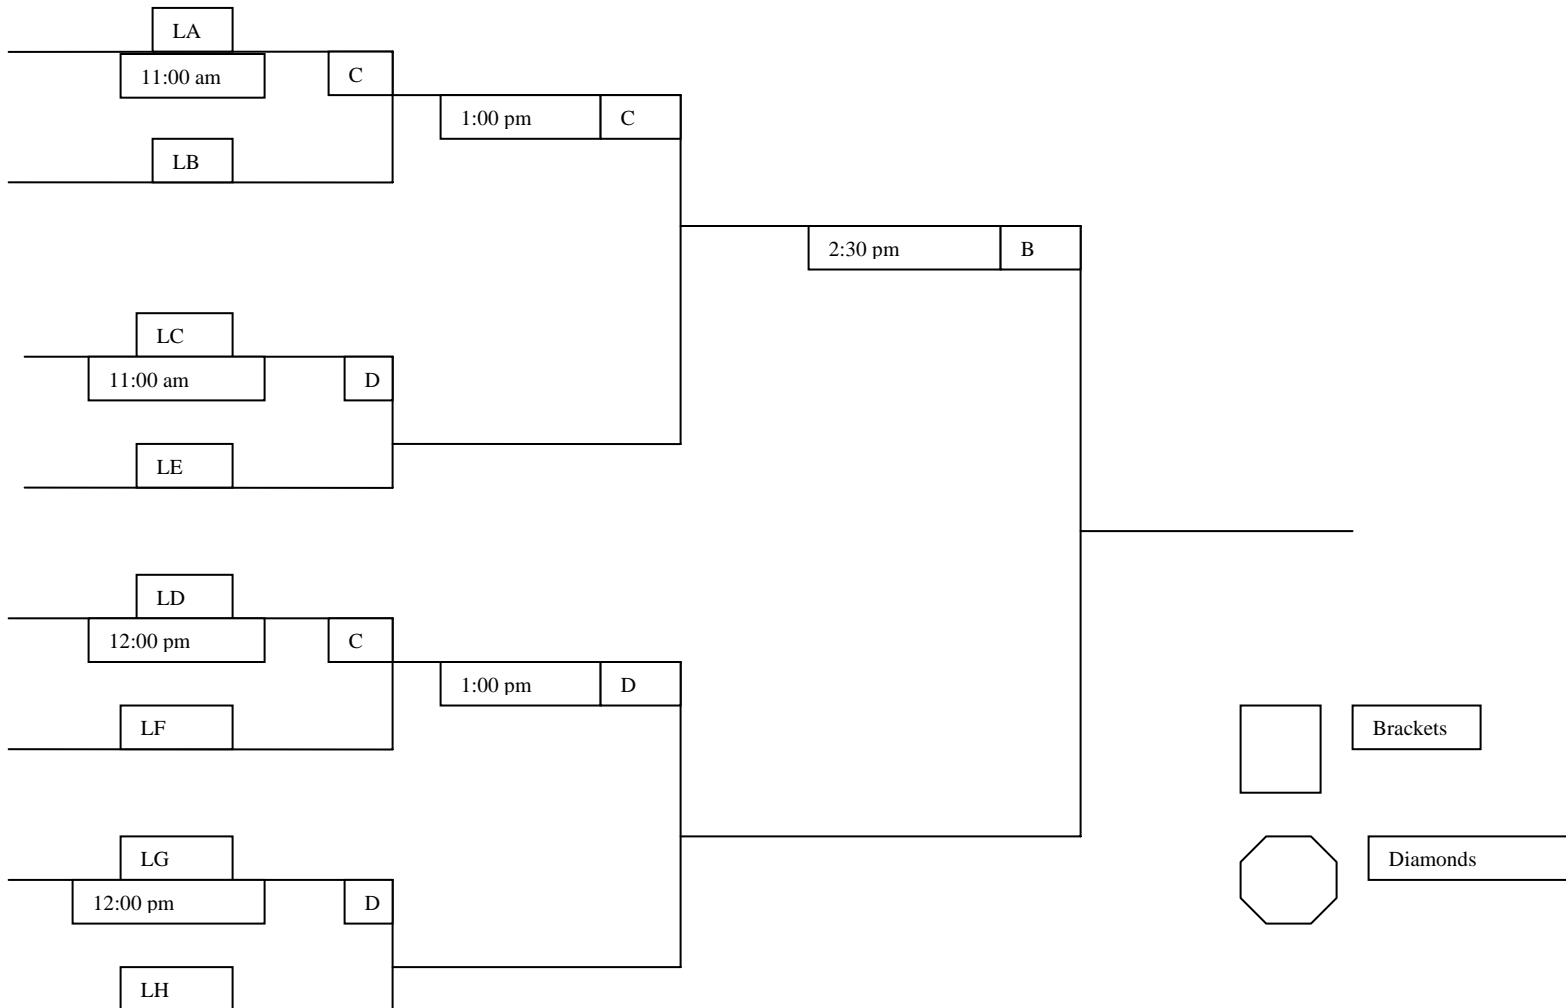 LA
11:00 am
C
1:00 pm
C
LB
2:30 pm
B
LC
11:00 am
D
LE
LD
12:00 pm
C
1:00 pm
D
LF
Brackets
LG
12:00 pm
D
Diamonds
LH